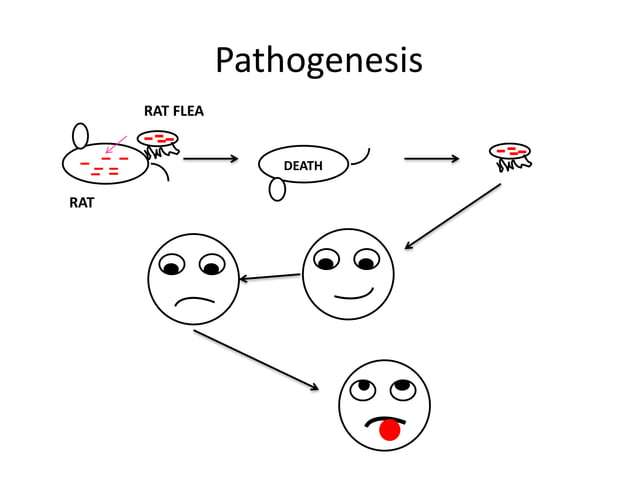 Pathogenesis
RAT FLEA
DEATH
RAT